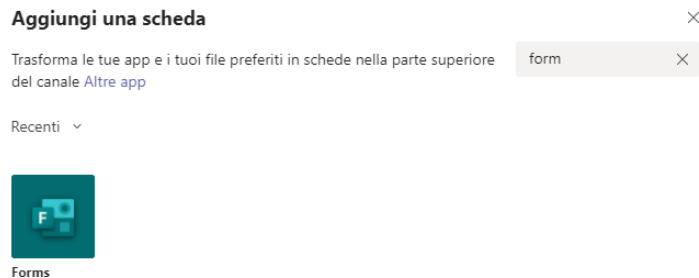 Aggiungi una scheda
Trasforma le tue app e i tuoi file preferiti in schede nella parte superiore
del canale Altre app
form
Recenti
F
Forms